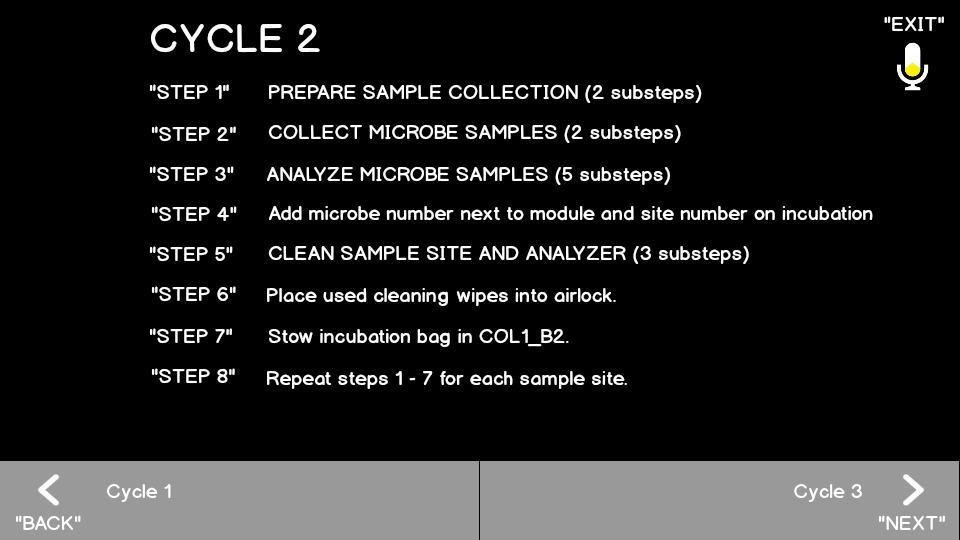 CYCLE 2
"EXIT"
"STEP 1" PREPARE SAMPLE COLLECTION (2 substeps)
"STEP 2" COLLECT MICROBE SAMPLES (2 substeps)
"STEP 3" ANALYZE MICROBE SAMPLES (5 substeps)
"STEP 4" Add microbe number next to module and site number on incubation
"STEP 5" CLEAN SAMPLE SITE AND ANALYZER (3 substeps)
"STEP 6" Place used cleaning wipes into airlock.
"STEP 7" Stow incubation bag in COL1_B2.
"STEP 8" Repeat steps 1 - 7 for each sample site.
Cycle 1
"BACK"
Cycle 3
"NEXT"